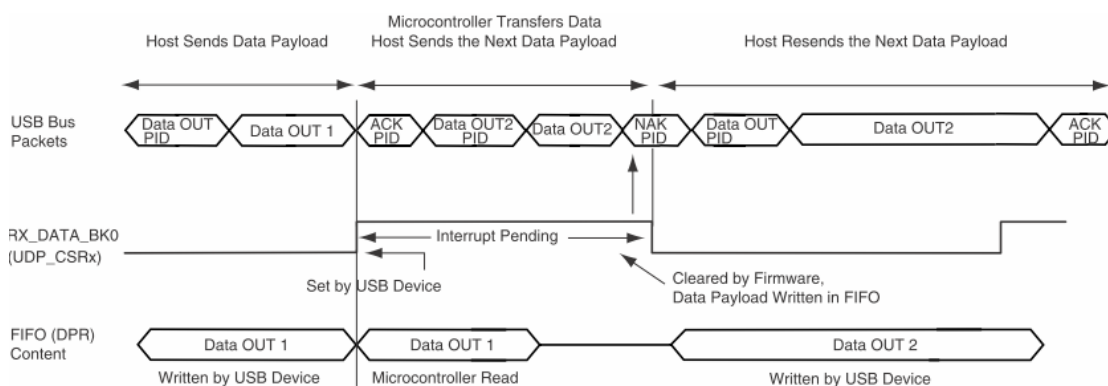 Microcontroller Transfers Data
Host Sends Data Payload Host Sends the Next Data Payload Host Resends the Next Data Payload
USB Bus
Packets
Data OUT
PID
Data OUT 1
ACK
PID
Data OUT2
PID
Data OUT2
NAK
PID
Data OUT
PID
Data OUT2
ACK
PID
RX_DATA_BK0
(UDP_CSRx)
Interrupt Pending
Set by USB Device
Cleared by Firmware,
Data Payload Written in FIFO
FIFO (DPR)
Content
Data OUT 1
Data OUT 1
Data OUT 2
Written by USB Device
Microcontroller Read
Written by USB Device